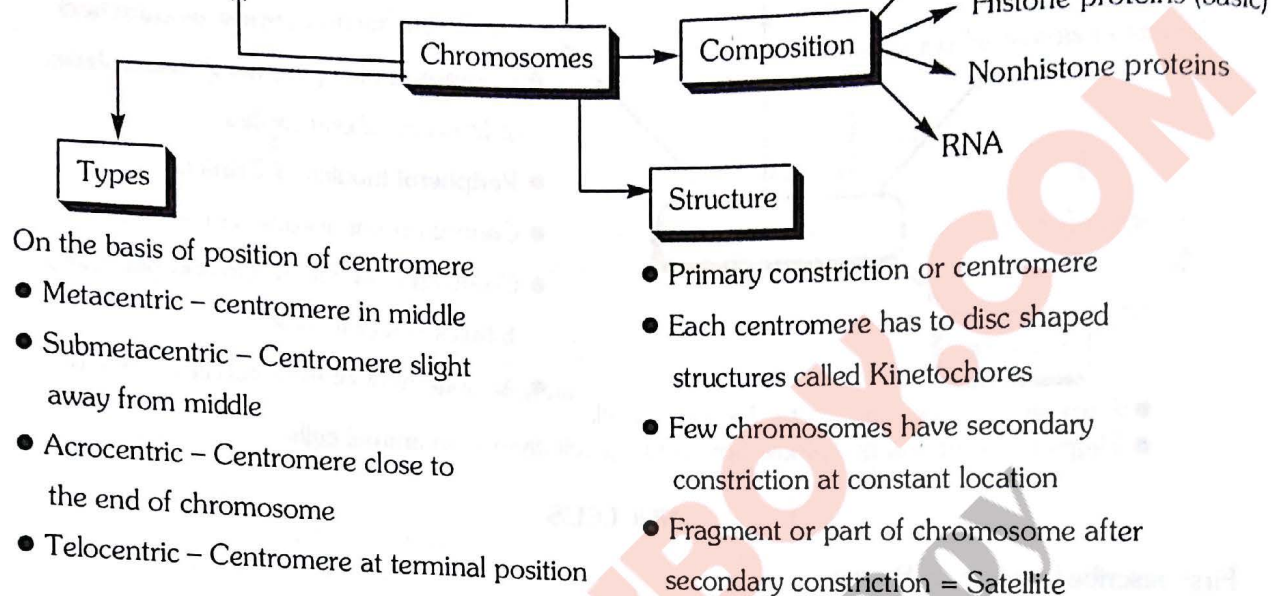 Histone proteins (basic)
Chromosomes
Composition
Nonhistone proteins
RNA
Types
Structure
On the basis of position of centromere
● Metacentric – centromere in middle
● Submetacentric – Centromere slight
away from middle
● Acrocentric – Centromere close to
the end of chromosome
● Telocentric – Centromere at terminal position
● Primary constriction or centromere
● Each centromere has to disc shaped
structures called Kinetochores
● Few chromosomes have secondary
constriction at constant location
● Fragment or part of chromosome after
secondary constriction = Satellite
BOY.COM